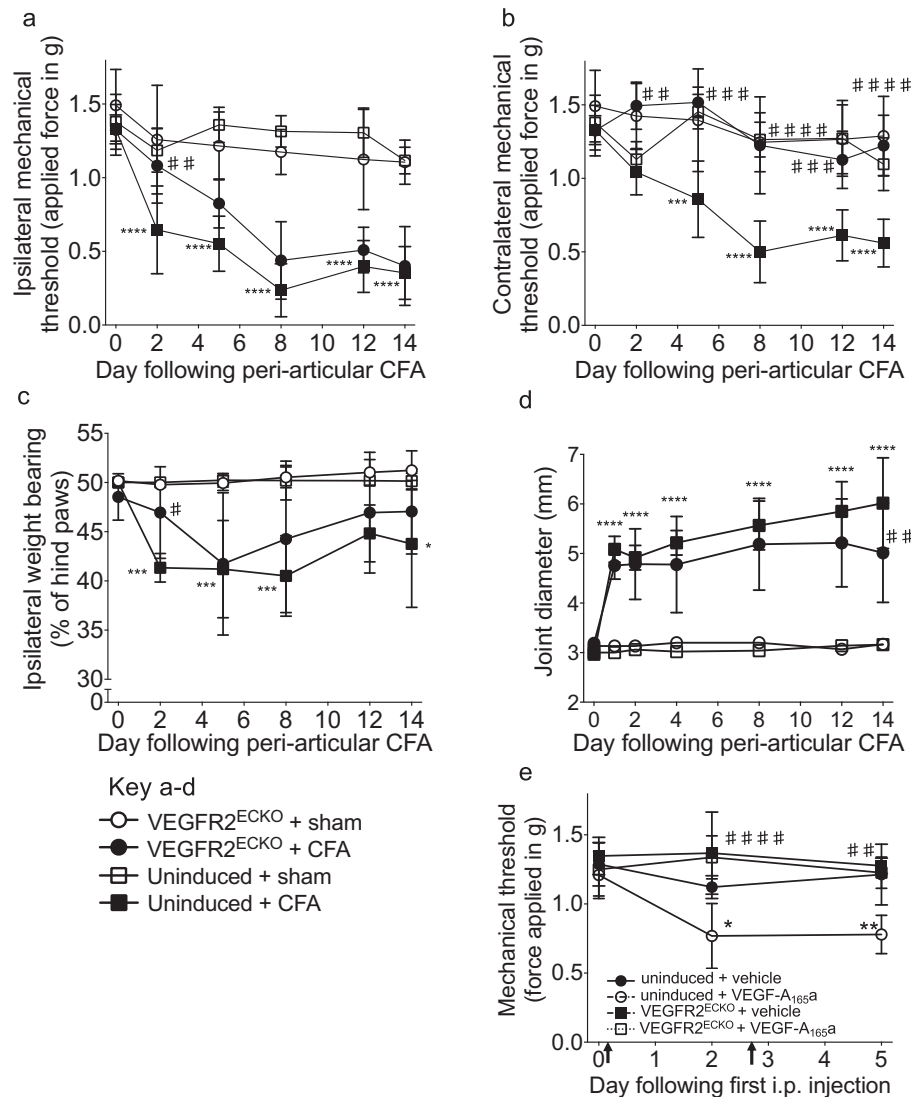 a
Ipsilateral mechanical
threshold (applied force in g)
1.5
1.0
0.5
0.0
♯♯
****
****
****
****
****
0 2 4 6 8 10 12 14
Day following peri-articular CFA
b
Contralateral mechanical
threshold (applied force in g)
1.5
1.0
0.5
0.0
♯♯
♯♯♯
♯♯♯♯
♯♯♯♯
♯♯♯
***
****
****
****
0 2 4 6 8 10 12 14
Day following peri-articular CFA
c
Ipsilateral weight bearing
(% of hind paws)
55
50
45
40
35
30
0
♯
***
***
***
*
0 2 4 6 8 10 12 14
Day following peri-articular CFA
d
Joint diameter (mm)
7
6
5
4
3
2
****
****
****
****
****
****
♯♯
0 2 4 6 8 10 12 14
Day following peri-articular CFA
Key a-d
VEGFR2ᴱᶜᴷᴼ + sham
VEGFR2ᴱᶜᴷᴼ + CFA
Uninduced + sham
Uninduced + CFA
e
Mechanical threshold
(force applied in g)
1.5
1.0
0.5
0.0
♯♯♯♯
♯♯
*
**
uninduced + vehicle
uninduced + VEGF-A₁₆₅a
VEGFR2ᴱᶜᴷᴼ + vehicle
VEGFR2ᴱᶜᴷᴼ + VEGF-A₁₆₅a
0 1 2 3 4 5
Day following first i.p. injection